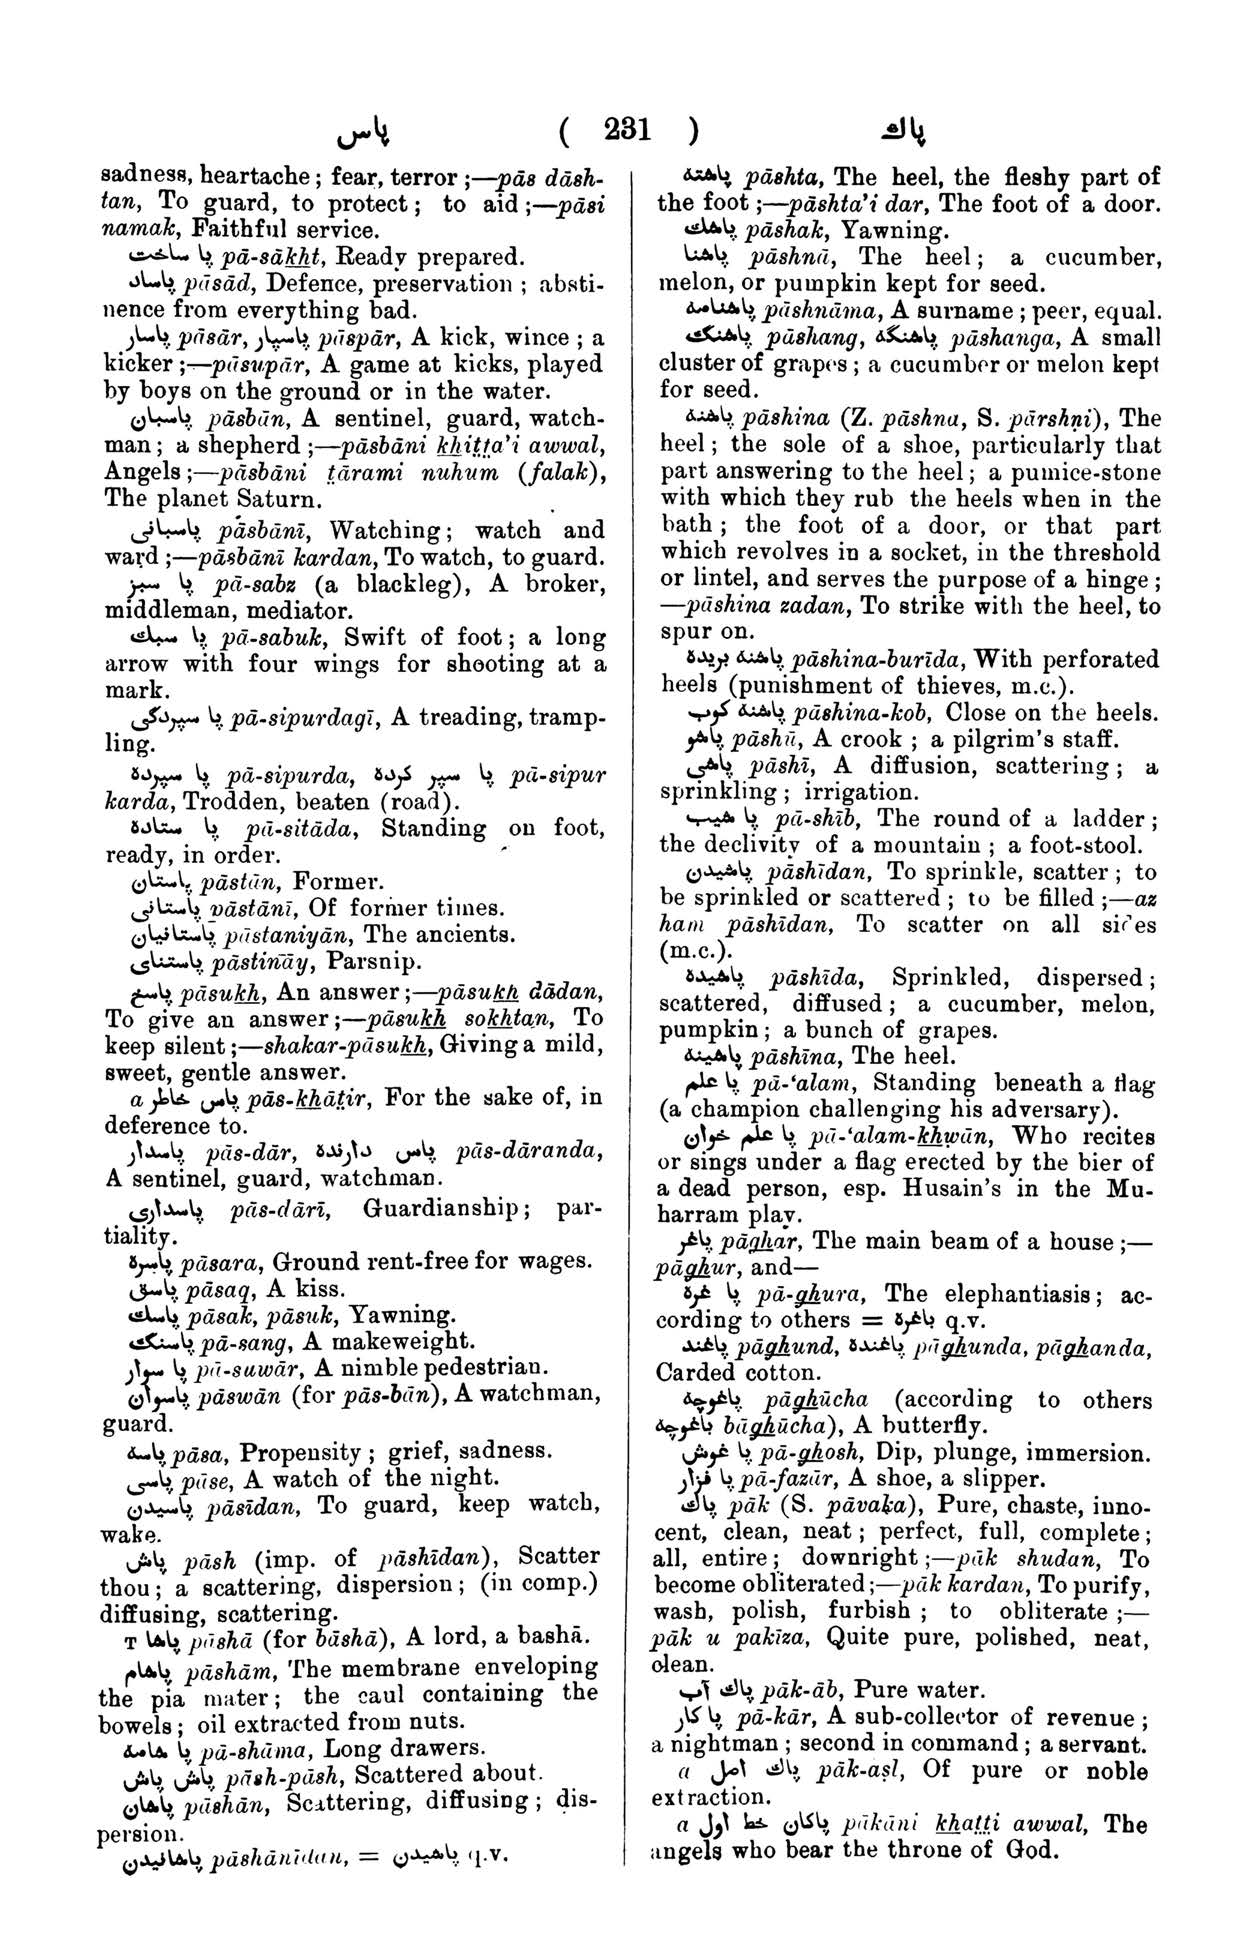 پاس ( 231 ) پاك
sadness, heartache; fear, terror;—pās dāsh-
tan, To guard, to protect; to aid;—pāsi
namak, Faithful service.
پا ساخت pā-sākht, Ready prepared.
پاساد pāsād, Defence, preservation; absti-
nence from everything bad.
پاسار pāsār, پاسپار pāspār, A kick, wince; a
kicker;—pāsupār, A game at kicks, played
by boys on the ground or in the water.
پاسبان pāsbān, A sentinel, guard, watch-
man; a shepherd;—pāsbāni khit̤t̤a’i awwal,
Angels;—pāsbāni t̤ārami nuhum (falak),
The planet Saturn.
پاسبانی pāsbānī, Watching; watch and
ward;—pāsbānī kardan, To watch, to guard.
پا سبز pā-sabz (a blackleg), A broker,
middleman, mediator.
پا سبك pā-sabuk, Swift of foot; a long
arrow with four wings for shooting at a
mark.
پا سپردگی pā-sipurdagī, A treading, tramp-
ling.
پا سپرده pā-sipurda, پا سپر کرده pā-sipur
karda, Trodden, beaten (road).
پا ستاده pā-sitāda, Standing on foot,
ready, in order.
پاستان pāstān, Former.
پاستانی pāstānī, Of former times.
پاستانیان pāstaniyān, The ancients.
پاستنای pāstināy, Parsnip.
پاسخ pāsukh, An answer;—pāsukh dādan,
To give an answer;—pāsukh sokhtan, To
keep silent;—shakar-pāsukh, Giving a mild,
sweet, gentle answer.
a پاس خاطر pās-khāt̤ir, For the sake of, in
deference to.
پاسدار pās-dār, پاس دارنده pās-dāranda,
A sentinel, guard, watchman.
پاسداری pās-dārī, Guardianship; par-
tiality.
پاسره pāsara, Ground rent-free for wages.
پاسق pāsaq, A kiss.
پاسك pāsak, pāsuk, Yawning.
پاسنگ pā-sang, A makeweight.
پا سوار pā-suwār, A nimble pedestrian.
پاسوان pāswān (for pās-bān), A watchman,
guard.
پاسه pāsa, Propensity; grief, sadness.
پاسی pāse, A watch of the night.
پاسیدن pāsīdan, To guard, keep watch,
wake.
پاش pāsh (imp. of pāshīdan), Scatter
thou; a scattering, dispersion; (in comp.)
diffusing, scattering.
T پاشا pāshā (for bāshā), A lord, a bashā.
پاشام pāshām, The membrane enveloping
the pia mater; the caul containing the
bowels; oil extracted from nuts.
پا شامه pā-shāma, Long drawers.
پاش پاش pāsh-pāsh, Scattered about.
پاشان pāshān, Scattering, diffusing; dis-
persion.
پاشانیدن pāshānīdan, = پاشیدن q.v.
پاشته pāshta, The heel, the fleshy part of
the foot;—pāshta’i dar, The foot of a door.
پاشك pāshak, Yawning.
پاشنا pāshnā, The heel; a cucumber,
melon, or pumpkin kept for seed.
پاشنامه pāshnāma, A surname; peer, equal.
پاشنگ pāshang, پاشنگه pāshanga, A small
cluster of grapes; a cucumber or melon kept
for seed.
پاشنه pāshina (Z. pāshna, S. pārshṇi), The
heel; the sole of a shoe, particularly that
part answering to the heel; a pumice-stone
with which they rub the heels when in the
bath; the foot of a door, or that part
which revolves in a socket, in the threshold
or lintel, and serves the purpose of a hinge;
—pāshina zadan, To strike with the heel, to
spur on.
پاشنه بریده pāshina-burīda, With perforated
heels (punishment of thieves, m.c.).
پاشنه کوب pāshina-kob, Close on the heels.
پاشو pāshū, A crook; a pilgrim's staff.
پاشی pāshī, A diffusion, scattering; a
sprinkling; irrigation.
پا شیب pā-shīb, The round of a ladder;
the declivity of a mountain; a foot-stool.
پاشیدن pāshīdan, To sprinkle, scatter; to
be sprinkled or scattered; to be filled;—az
ham pāshīdan, To scatter on all sides
(m.c.).
پاشیده pāshīda, Sprinkled, dispersed;
scattered, diffused; a cucumber, melon,
pumpkin; a bunch of grapes.
پاشینه pāshīna, The heel.
پا علم pā-‘alam, Standing beneath a flag
(a champion challenging his adversary).
پا علم خوان pā-‘alam-khwān, Who recites
or sings under a flag erected by the bier of
a dead person, esp. Husain's in the Mu-
harram play.
پاغر pāghar, The main beam of a house;—
pāghur, and—
پا غره pā-ghura, The elephantiasis; ac-
cording to others = باغره q.v.
پاغند pāghund, پاغنده pāghunda, pāghanda,
Carded cotton.
پاغوچه pāghūcha (according to others
باغوچه bāghūcha), A butterfly.
پا غوش pā-ghosh, Dip, plunge, immersion.
پا فزار pā-fazār, A shoe, a slipper.
پاك pāk (S. pāvaka), Pure, chaste, inno-
cent, clean, neat; perfect, full, complete;
all, entire; downright;—pāk shudan, To
become obliterated;—pāk kardan, To purify,
wash, polish, furbish; to obliterate;—
pāk u pakīza, Quite pure, polished, neat,
clean.
پاك آب pāk-āb, Pure water.
پا کار pā-kār, A sub-collector of revenue;
a nightman; second in command; a servant.
a پاك اصل pāk-aṣl, Of pure or noble
extraction.
a پاکان خط اول pākāni khat̤t̤i awwal, The
angels who bear the throne of God.